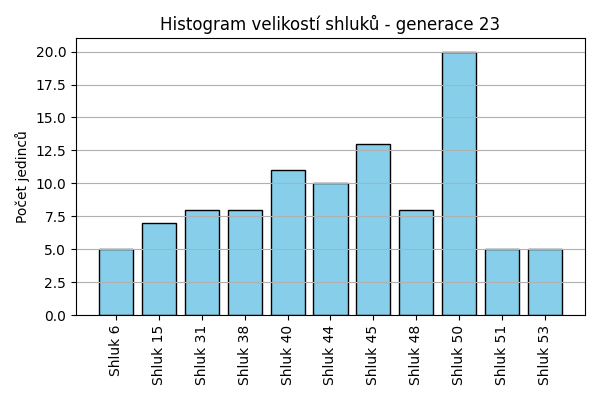 Histogram velikostí shluků - generace 23
Počet jedinců
20.0
17.5
15.0
12.5
10.0
7.5
5.0
2.5
0.0
Shluk 6
Shluk 15
Shluk 31
Shluk 38
Shluk 40
Shluk 44
Shluk 45
Shluk 48
Shluk 50
Shluk 51
Shluk 53